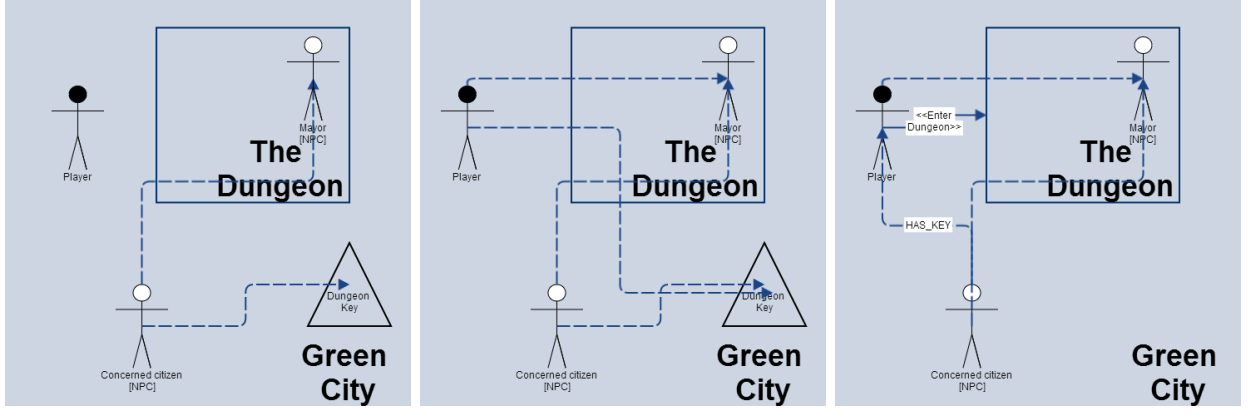 Mayor
[NPC]
The
Dungeon
Player
Dungeon
Key
Concerned citizen
[NPC]
Green
City
Mayor
[NPC]
The
Dungeon
Player
Dungeon
Key
Concerned citizen
[NPC]
Green
City
<<Enter
Dungeon>>
Mayor
[NPC]
The
Dungeon
Player
HAS_KEY
Concerned citizen
[NPC]
Green
City